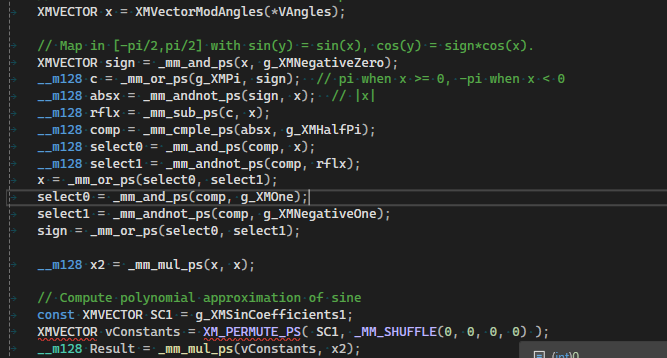 XMVECTOR x = XMVectorModAngles(*VAngles);
// Map in [-pi/2,pi/2] with sin(y) = sin(x), cos(y) = sign*cos(x).
XMVECTOR sign = _mm_and_ps(x, g_XMNegativeZero);
__m128 c = _mm_or_ps(g_XMPi, sign);  // pi when x >= 0, -pi when x < 0
__m128 absx = _mm_andnot_ps(sign, x);  // |x|
__m128 rflx = _mm_sub_ps(c, x);
__m128 comp = _mm_cmple_ps(absx, g_XMHalfPi);
__m128 select0 = _mm_and_ps(comp, x);
__m128 select1 = _mm_andnot_ps(comp, rflx);
x = _mm_or_ps(select0, select1);
select0 = _mm_and_ps(comp, g_XMOne);
select1 = _mm_andnot_ps(comp, g_XMNegativeOne);
sign = _mm_or_ps(select0, select1);
__m128 x2 = _mm_mul_ps(x, x);
// Compute polynomial approximation of sine
const XMVECTOR SC1 = g_XMSinCoefficients1;
XMVECTOR vConstants = XM_PERMUTE_PS( SC1, _MM_SHUFFLE(0, 0, 0, 0) );
__m128 Result = _mm_mul_ps(vConstants, x2);
(int)0